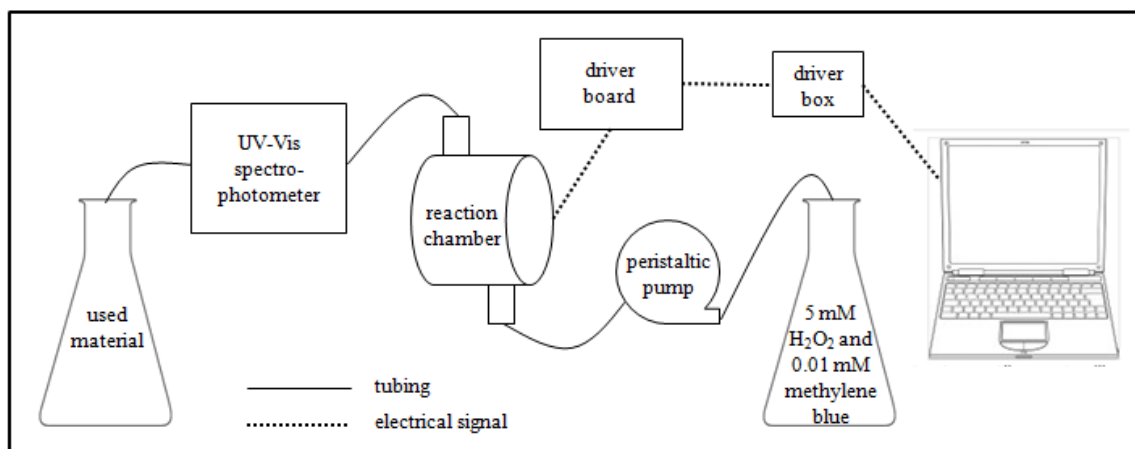 driver
board
driver
box
UV-Vis
spectro-
photometer
reaction
chamber
peristaltic
pump
used
material
5 mM
H₂O₂ and
0.01 mM
methylene
blue
tubing
electrical signal